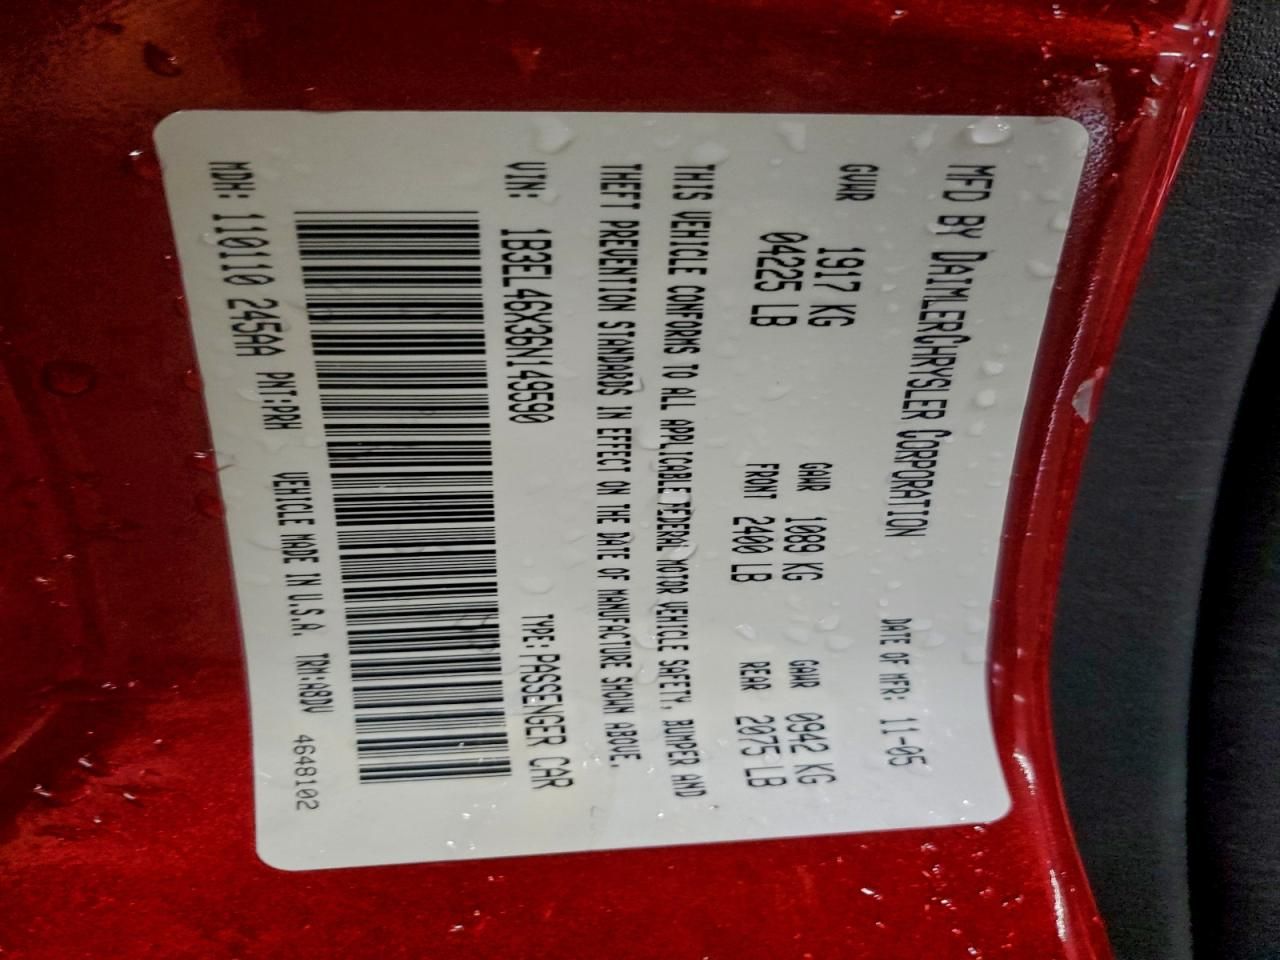 MFD BY DAIMLERCHRYSLER CORPORATION DATE OF MFR: 11-05
GVWR 1917 KG GAWR 1089 KG GAWR 0942 KG
04225 LB FRONT 2400 LB REAR 2075 LB
THIS VEHICLE CONFORMS TO ALL APPLICABLE FEDERAL MOTOR VEHICLE SAFETY, BUMPER AND
THEFT PREVENTION STANDARDS IN EFFECT ON THE DATE OF MANUFACTURE SHOWN ABOVE.
VIN: 1B3EL46X36N149590 TYPE: PASSENGER CAR
MDH: 110110 245AA PNT:PRH VEHICLE MADE IN U.S.A. TRM:A8DV 4648102